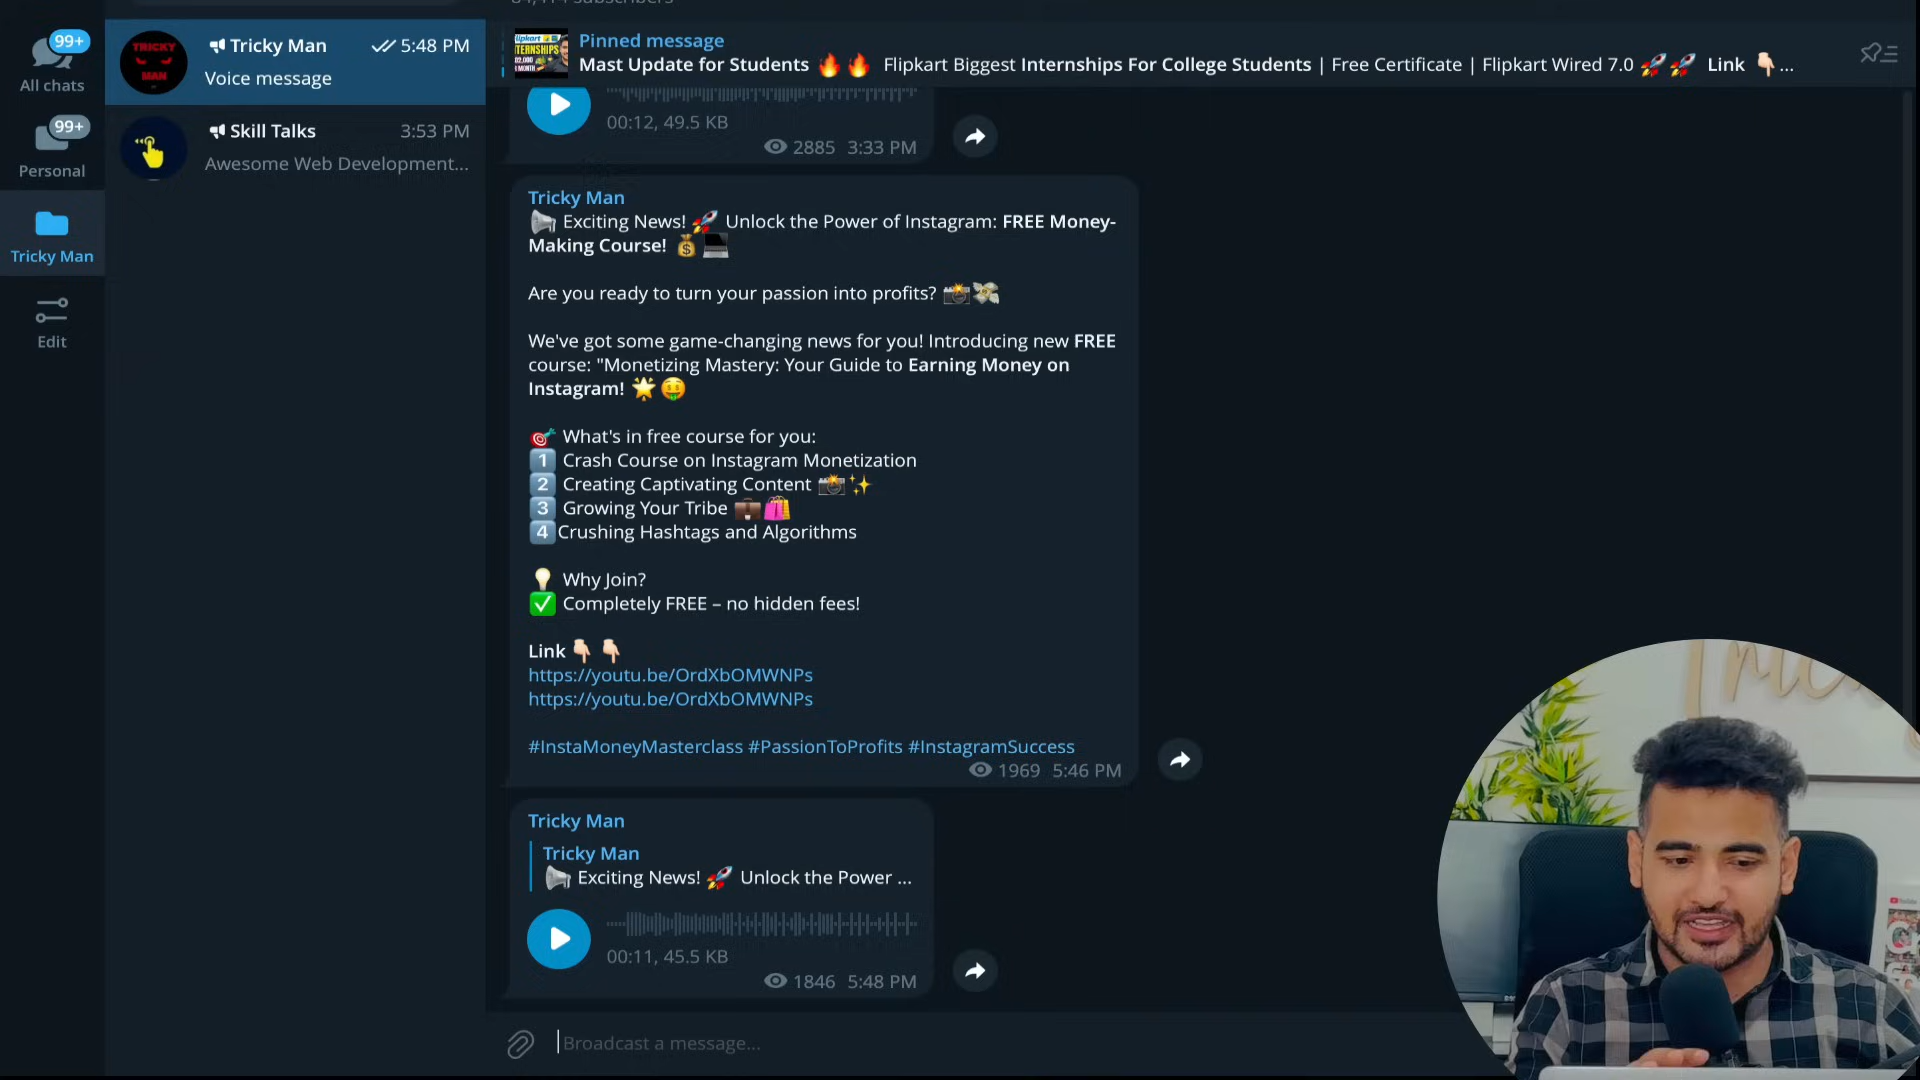 99+
All chats
99+
Personal
Tricky Man
Edit
TRICKY
MAN
Tricky Man
5:48 PM
Voice message
Skill Talks
3:53 PM
Awesome Web Development...
subscribers
Pinned message
Mast Update for Students 🔥🔥 Flipkart Biggest Internships For College Students | Free Certificate | Flipkart Wired 7.0 🚀🚀 Link 👇🏻...
00:12, 49.5 KB
2885 3:33 PM
Tricky Man
📢 Exciting News! 🚀 Unlock the Power of Instagram: FREE Money-
Making Course! 💰💻
Are you ready to turn your passion into profits? 📸💸
We've got some game-changing news for you! Introducing new FREE
course: "Monetizing Mastery: Your Guide to Earning Money on
Instagram! 🌟🤑
🎯 What's in free course for you:
1️⃣ Crash Course on Instagram Monetization
2️⃣ Creating Captivating Content 📸✨
3️⃣ Growing Your Tribe 💼🛍️
4️⃣Crushing Hashtags and Algorithms
💡 Why Join?
✅ Completely FREE – no hidden fees!
Link 👇🏻👇🏻
https://youtu.be/OrdXbOMWNPs
https://youtu.be/OrdXbOMWNPs
#InstaMoneyMasterclass #PassionToProfits #InstagramSuccess
1969 5:46 PM
Tricky Man
Tricky Man
📢 Exciting News! 🚀 Unlock the Power ...
00:11, 45.5 KB
1846 5:48 PM
Broadcast a message...